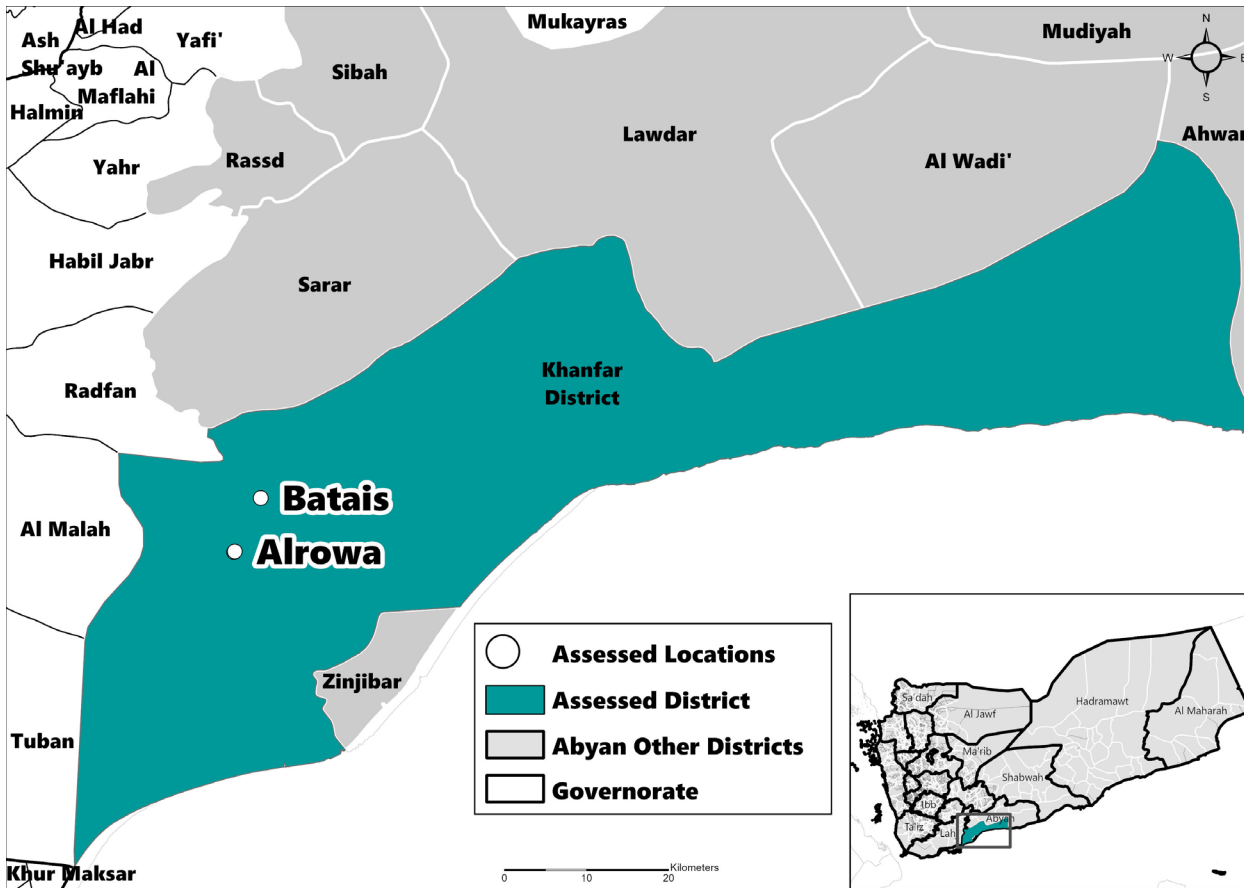 Mukayras
Al Had
Ash
Shu'ayb
Yafi'
Al
Maflahi
Halmin
Sibah
Mudiyah
N
W
E
S
Yahr
Rassd
Lawdar
Al Wadi'
Ahwar
Habil Jabr
Sarar
Radfan
Khanfar
District
Al Malah
Batais
Alrowa
Zinjibar
Tuban
Khur Maksar
Assessed Locations
Assessed District
Abyan Other Districts
Governorate
Kilometers
0 10 20
Sa'dah
Al Jawf
Hadramawt
Al Maharah
Ma'rib
Shabwah
Ibb
Abyan
Ta'iz
Lah